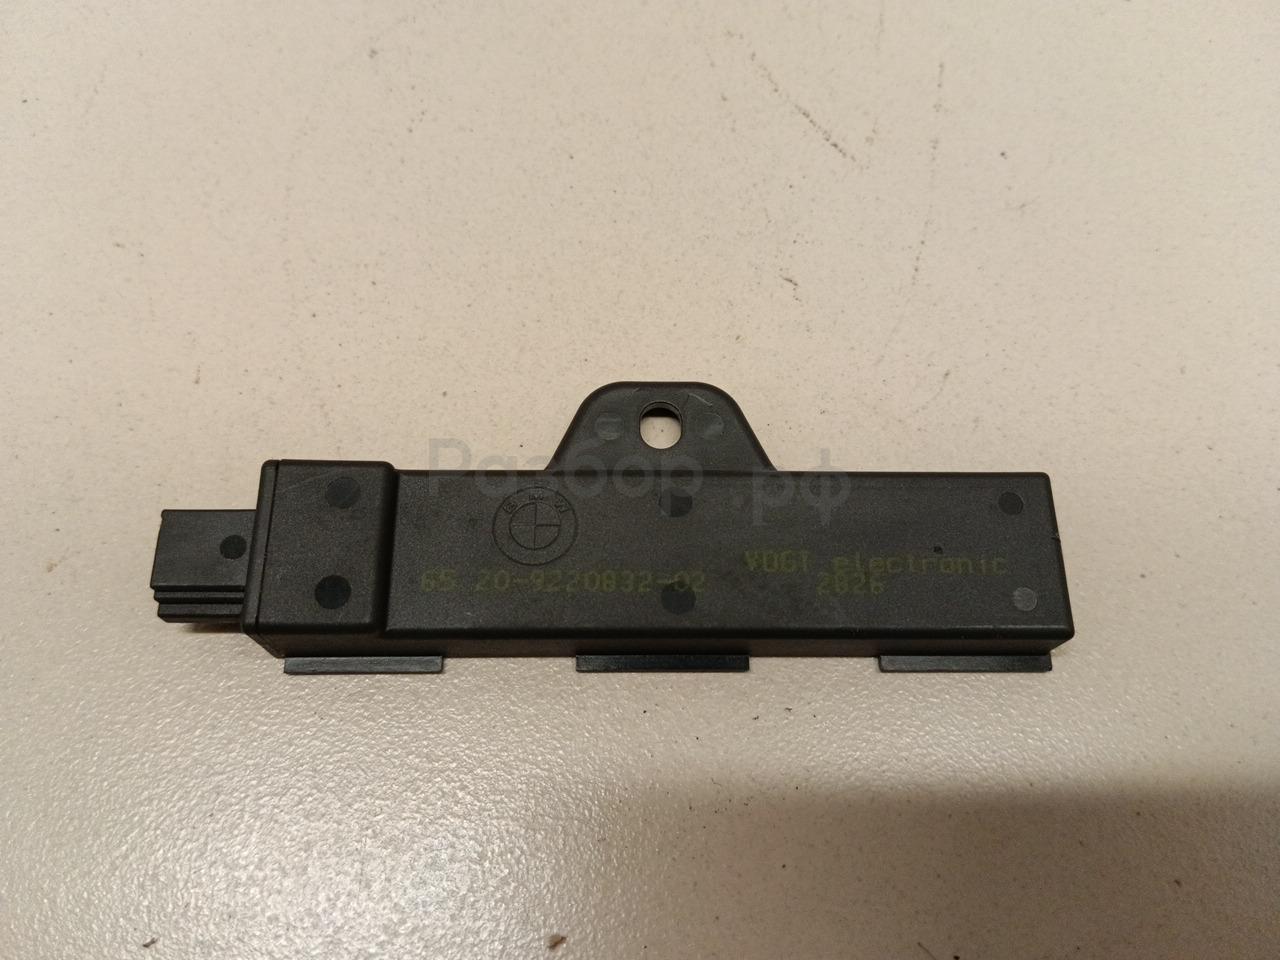 Разбор.рф
BMW
65 20-9220832-02
VOGT electronic
2826